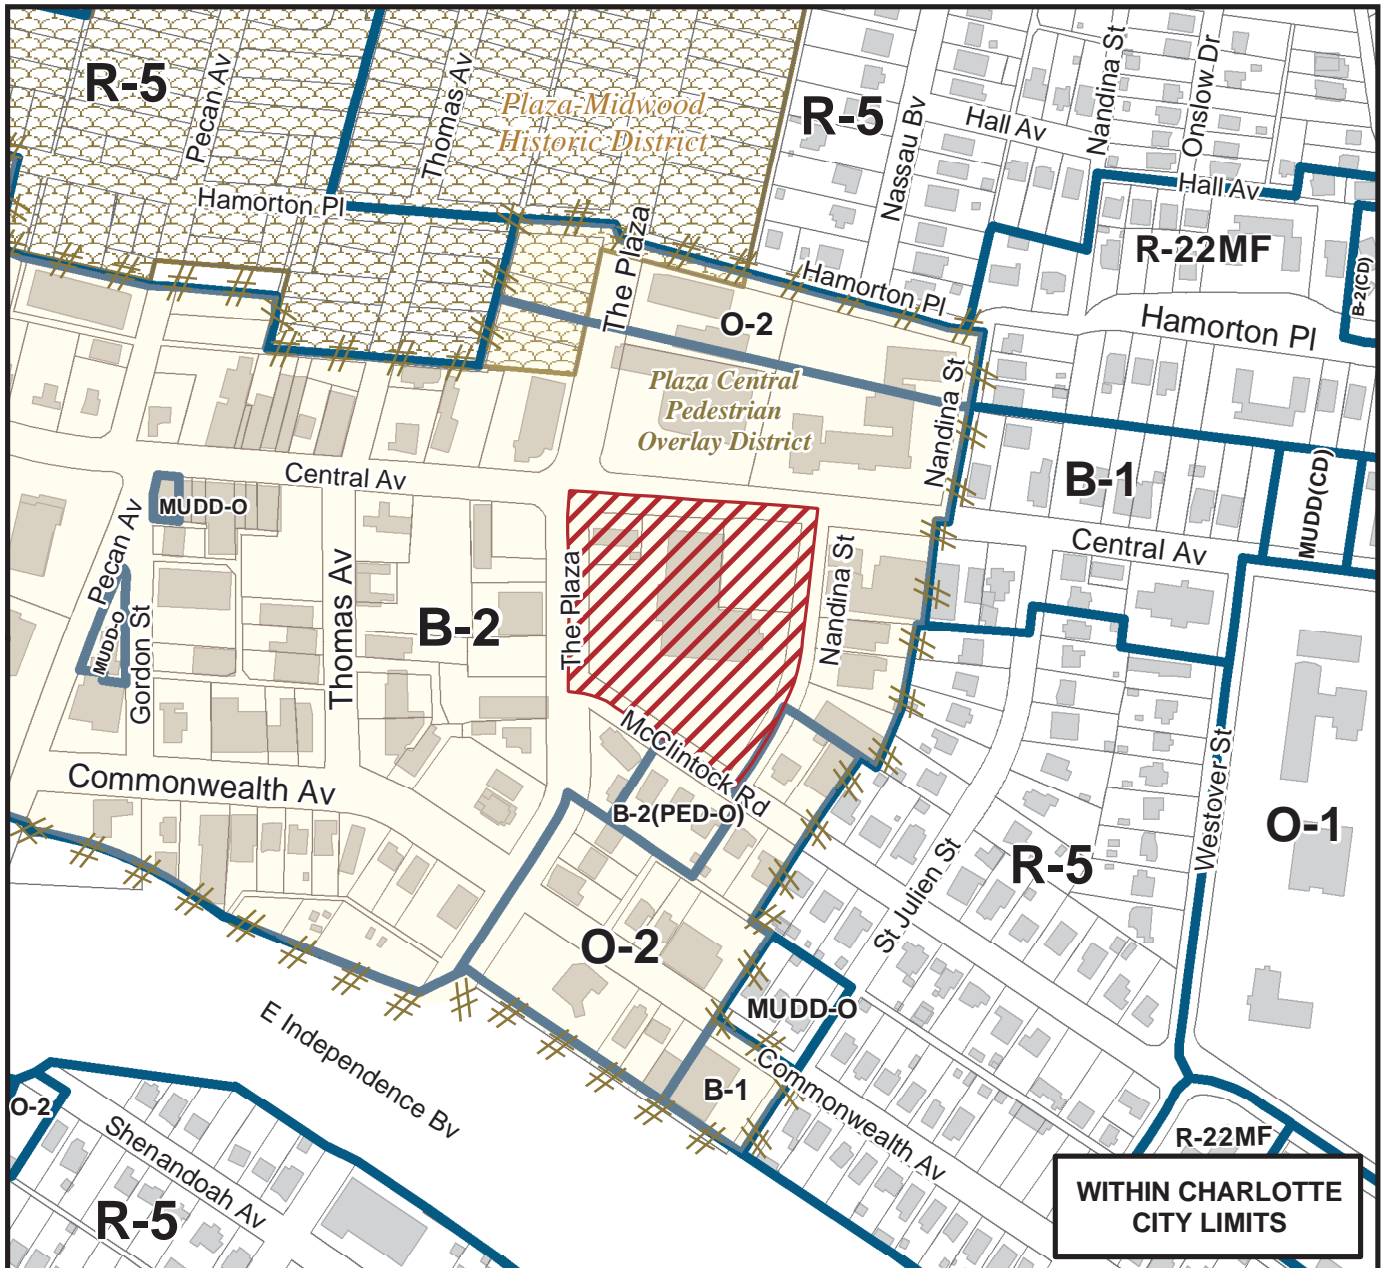 R-5
Pecan Av
Thomas Av
Plaza-Midwood
Historic District
R-5
Nassau Bv
Hall Av
Nandina St
Onslow Dr
Hall Av
Hamorton Pl
The Plaza
Hamorton Pl
R-22MF
B-2(CD)
Hamorton Pl
O-2
Plaza Central
Pedestrian
Overlay District
Nandina St
Central Av
MUDD-O
Pecan Av
B-1
MUDD(CD)
Central Av
MUDD-O
Gordon St
Thomas Av
B-2
The Plaza
Nandina St
McClintock Rd
Commonwealth Av
B-2(PED-O)
Westover St
O-1
R-5
St Julien St
O-2
MUDD-O
E Independence Bv
B-1
Commonwealth Av
O-2
Shenandoah Av
R-5
R-22MF
WITHIN CHARLOTTE
CITY LIMITS